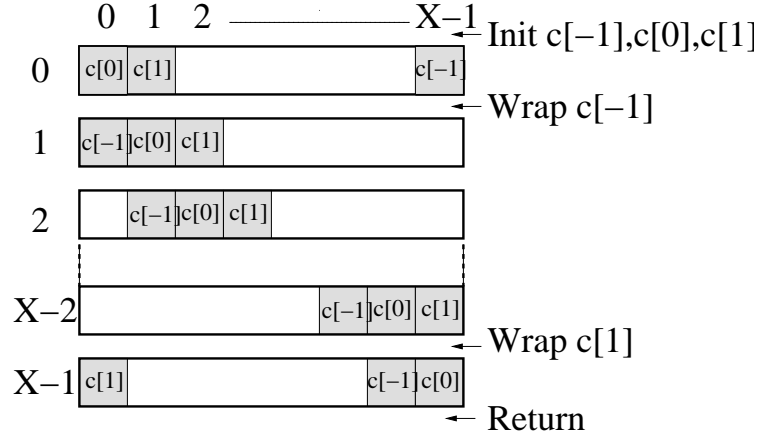 0 1 2 X–1
Init c[–1],c[0],c[1]
0 c[0] c[1] c[–1]
Wrap c[–1]
1 c[–1] c[0] c[1]
2 c[–1] c[0] c[1]
X–2 c[–1] c[0] c[1]
Wrap c[1]
X–1 c[1] c[–1] c[0]
Return